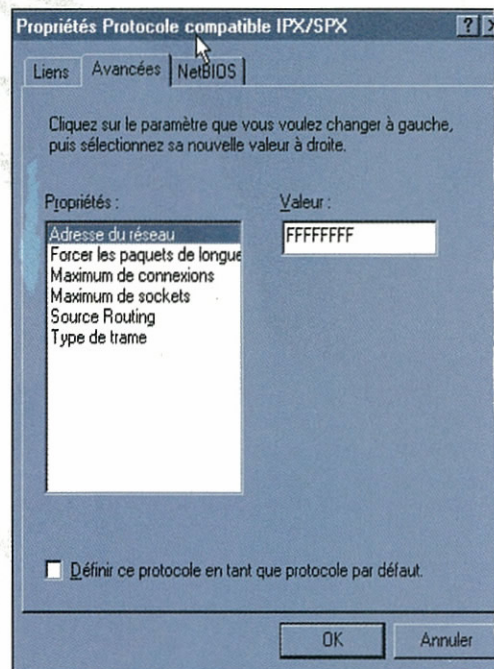 Propriétés Protocole compatible IPX/SPX
Liens Avancées NetBIOS
Cliquez sur le paramètre que vous voulez changer à gauche,
puis sélectionnez sa nouvelle valeur à droite.
Propriétés : Valeur :
Adresse du réseau FFFFFFFF
Forcer les paquets de longue
Maximum de connexions
Maximum de sockets
Source Routing
Type de trame
Définir ce protocole en tant que protocole par défaut.
OK Annuler